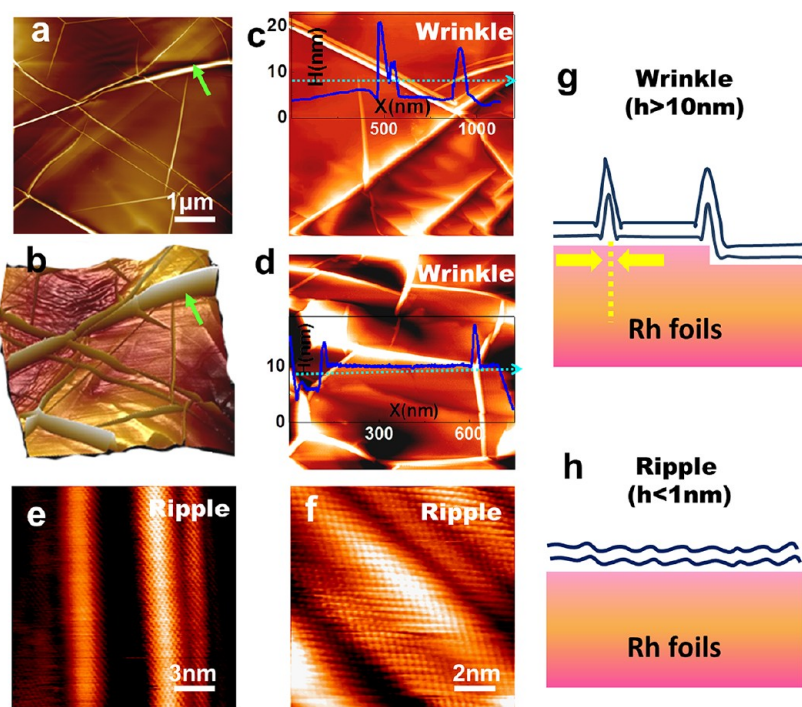 a
1μm
b
c
Wrinkle
20
10
0
H(nm)
X(nm)
500
1000
d
Wrinkle
10
0
H(nm)
X(nm)
300
600
e
Ripple
3nm
f
Ripple
2nm
g
Wrinkle
(h>10nm)
Rh foils
h
Ripple
(h<1nm)
Rh foils